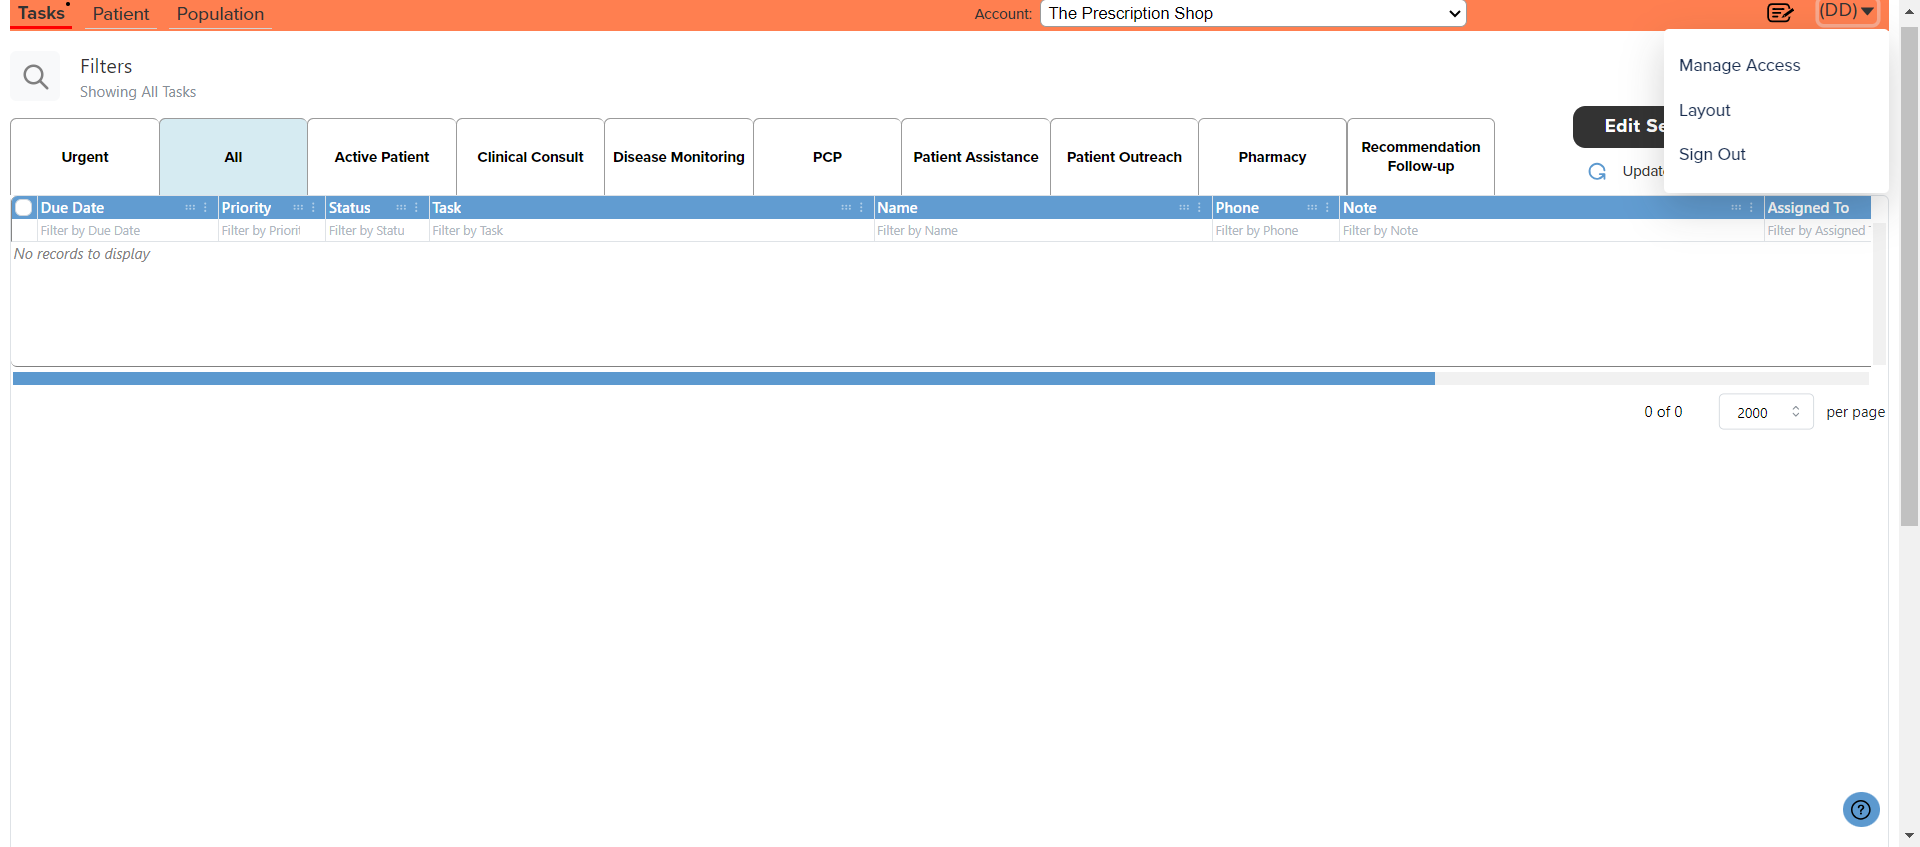 Tasks Patient Population Account: The Prescription Shop (DD)
Manage Access
Layout
Sign Out
Filters
Showing All Tasks
Edit Se
Updat
Urgent All Active Patient Clinical Consult Disease Monitoring PCP Patient Assistance Patient Outreach Pharmacy Recommendation
Follow-up
Due Date Priority Status Task Name Phone Note Assigned To
Filter by Due Date Filter by Priorit Filter by Statu Filter by Task Filter by Name Filter by Phone Filter by Note Filter by Assigned
No records to display
0 of 0 2000 per page